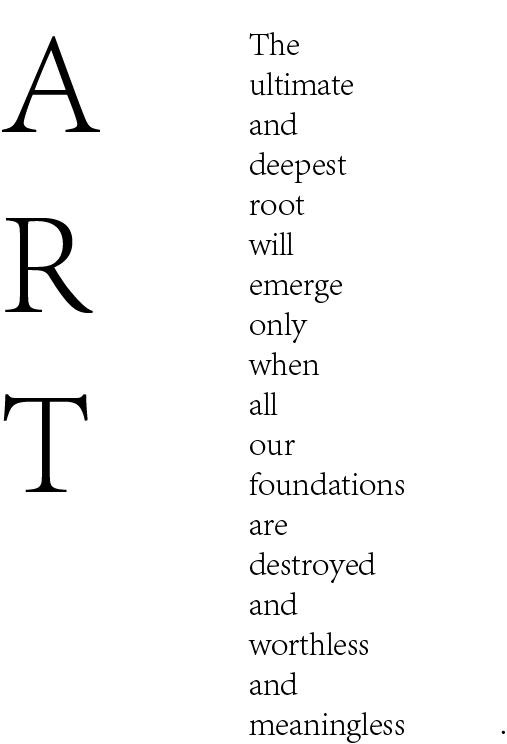 A
R
T
The
ultimate
and
deepest
root
will
emerge
only
when
all
our
foundations
are
destroyed
and
worthless
and
meaningless .